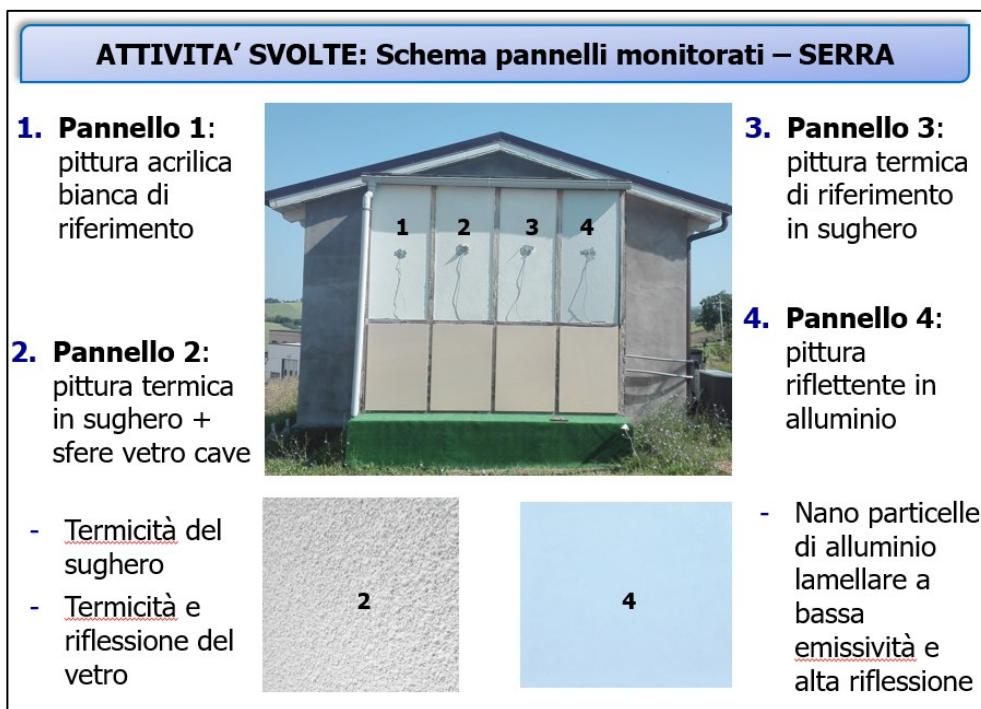 ATTIVITA’ SVOLTE: Schema pannelli monitorati – SERRA
1. Pannello 1:
pittura acrilica
bianca di
riferimento
2. Pannello 2:
pittura termica
in sughero +
sfere vetro cave
- Termicità del
sughero
- Termicità e
riflessione del
vetro
1 2 3 4
2
4
3. Pannello 3:
pittura termica
di riferimento
in sughero
4. Pannello 4:
pittura
riflettente in
alluminio
- Nano particelle
di alluminio
lamellare a
bassa
emissività e
alta riflessione